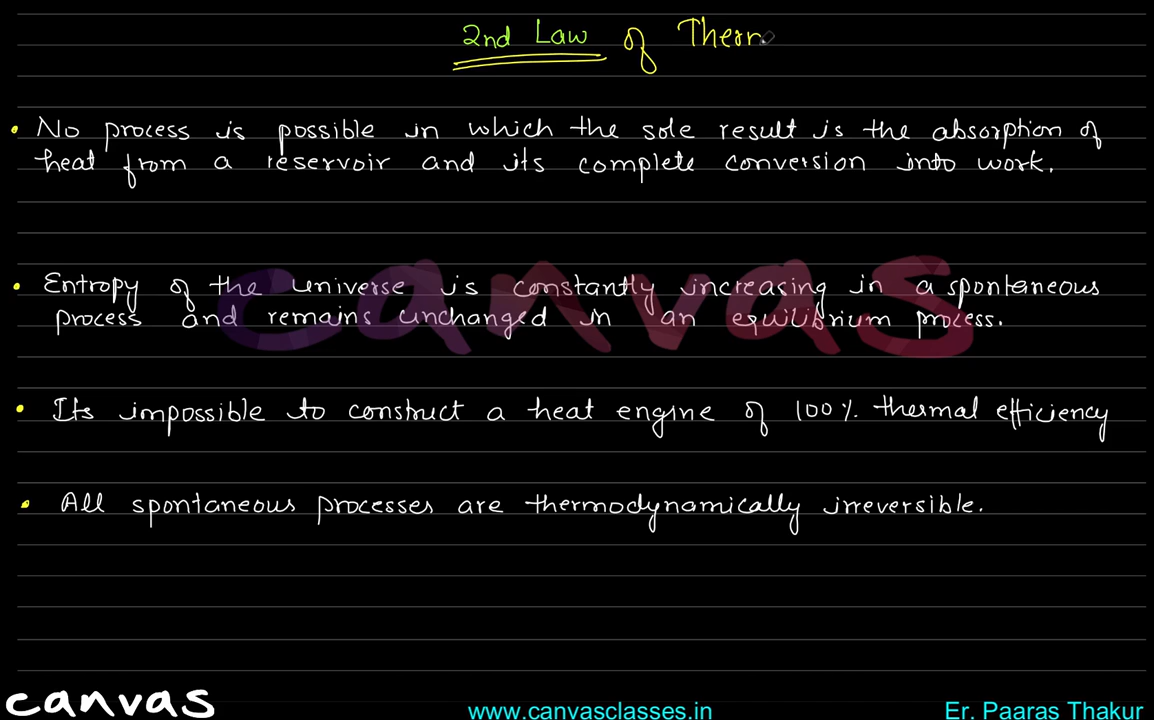 2nd Law of Therm
• No process is possible in which the sole result is the absorption of
heat from a reservoir and its complete conversion into work.
• Entropy of the universe is constantly increasing in a spontaneous
process and remains unchanged in an equilibrium process.
canvas
• Its impossible to construct a heat engine of 100% thermal efficiency
• All spontaneous processes are thermodynamically irreversible.
canvas
www.canvasclasses.in
Er. Paaras Thakur